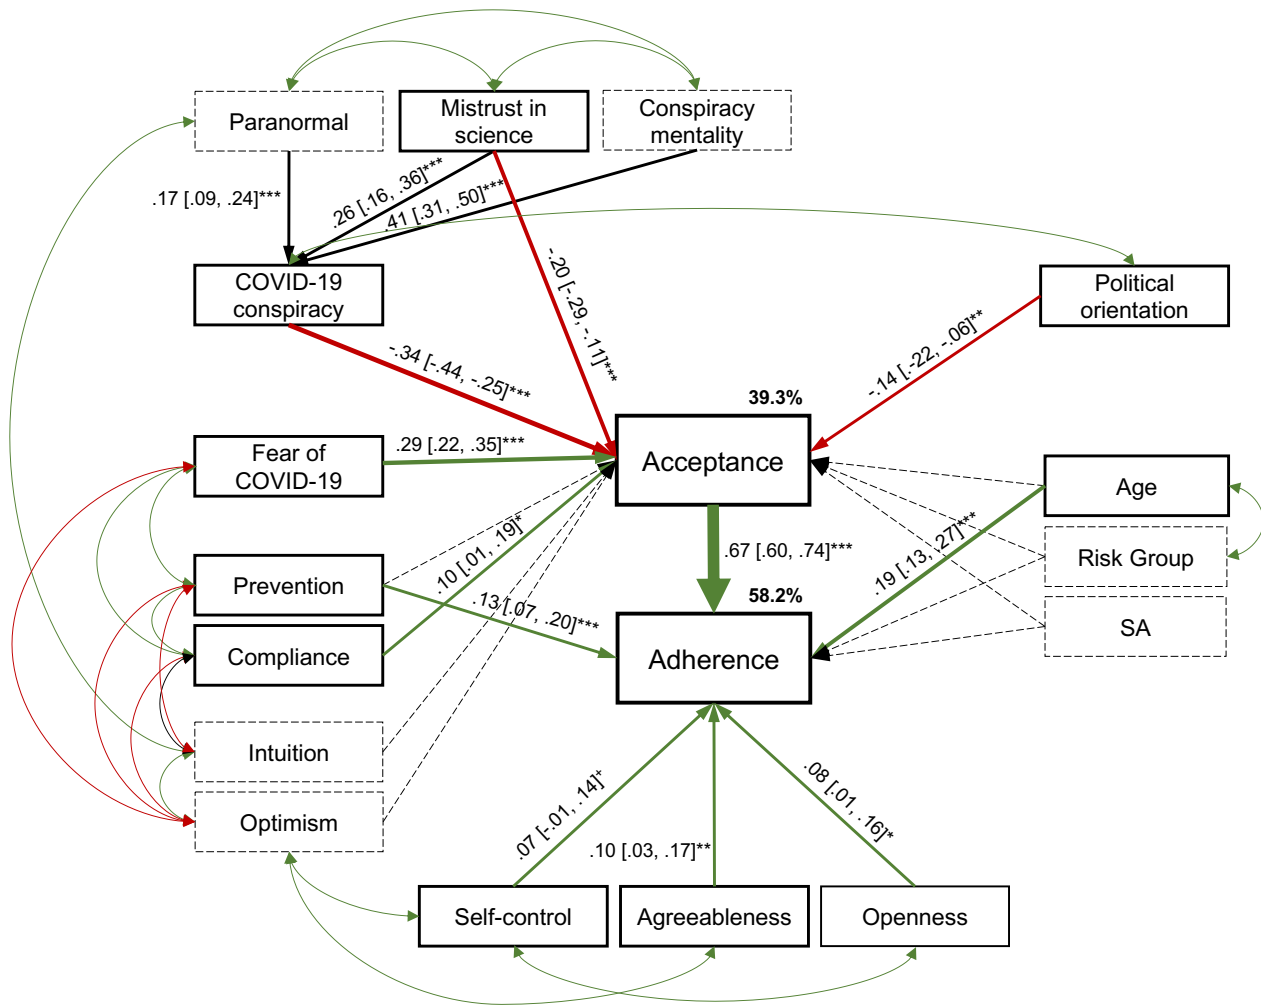 Paranormal
Mistrust in
science
Conspiracy
mentality
.17 [.09, .24]***
.26 [.16, .36]***
.41 [.31, .50]***
-.20 [-.29, -.11]***
COVID-19
conspiracy
Political
orientation
-.34 [-.44, -.25]***
-.14 [-.22, -.06]**
39.3%
Fear of
COVID-19
.29 [.22, .35]***
Acceptance
Age
.10 [.01, .19]*
.67 [.60, .74]***
.19 [.13, .27]***
Risk Group
Prevention
.13 [.07, .20]***
58.2%
SA
Compliance
Adherence
Intuition
Optimism
.07 [-.01, .14]+
.10 [.03, .17]**
.08 [.01, .16]*
Self-control
Agreeableness
Openness